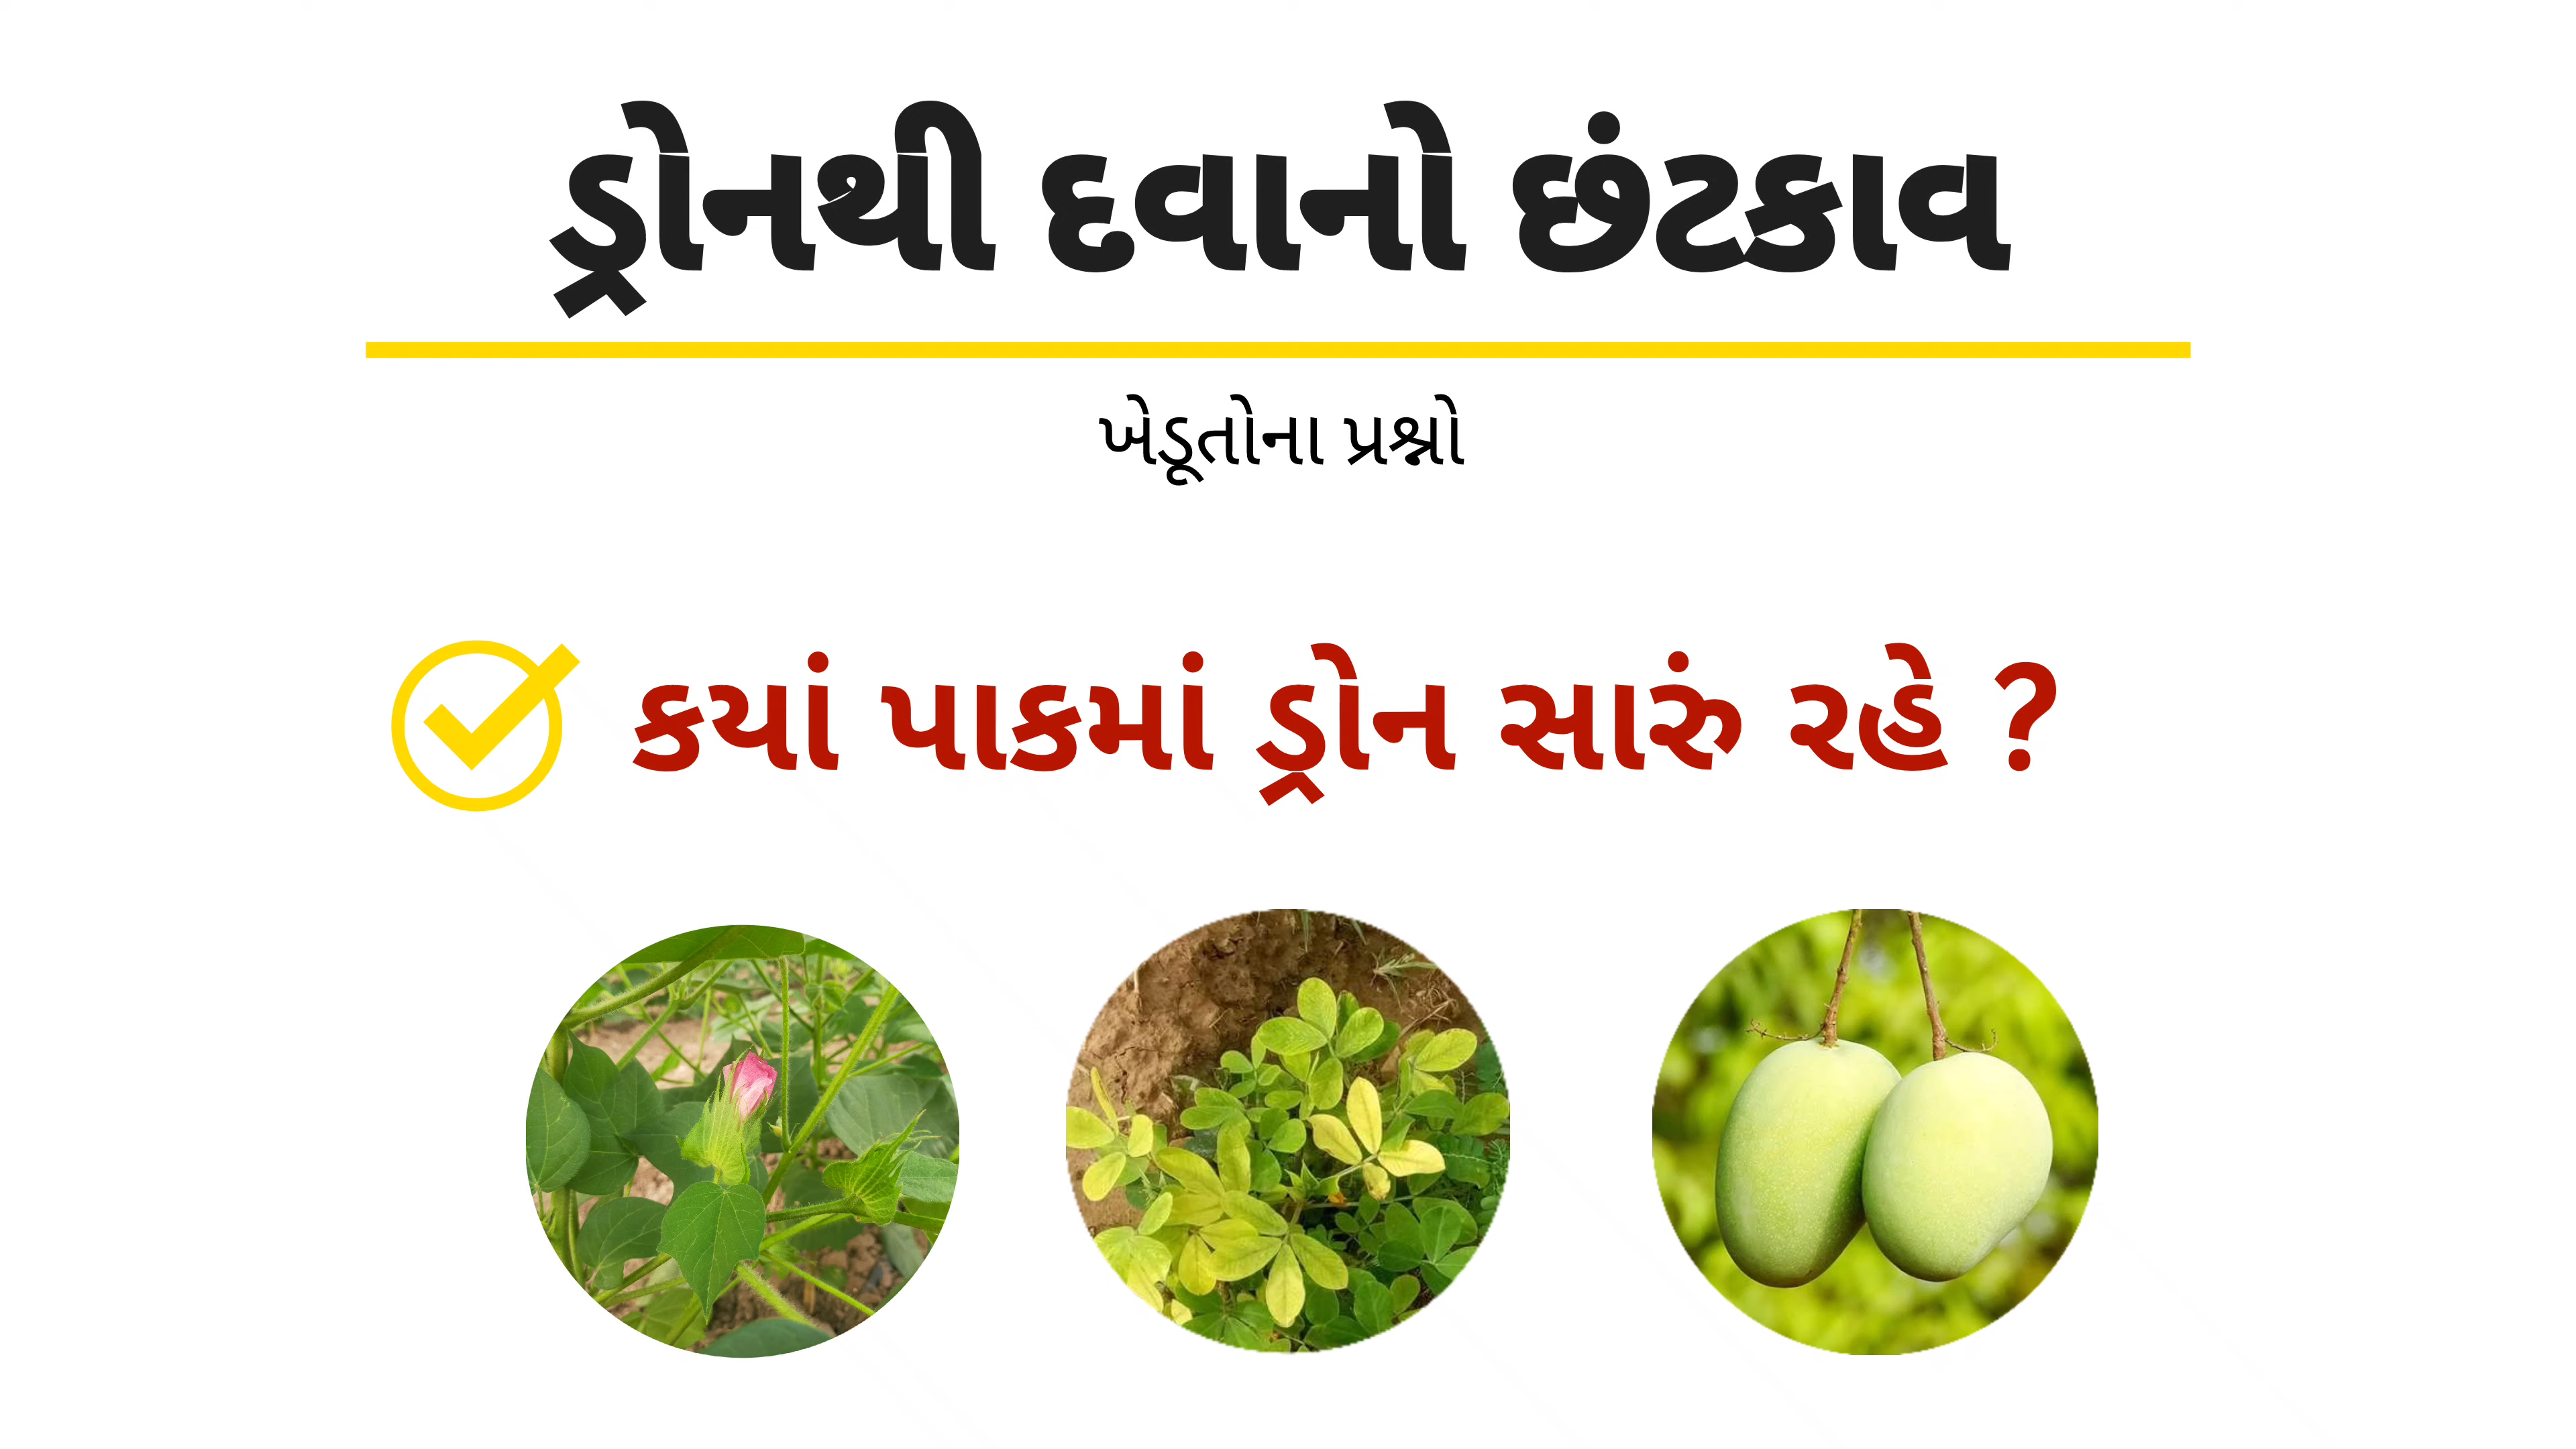 ડ્રોનથી દવાનો છંટકાવ
ખેડૂતોના પ્રશ્નો
કયાં પાકમાં ડ્રોન સારું રહે ?